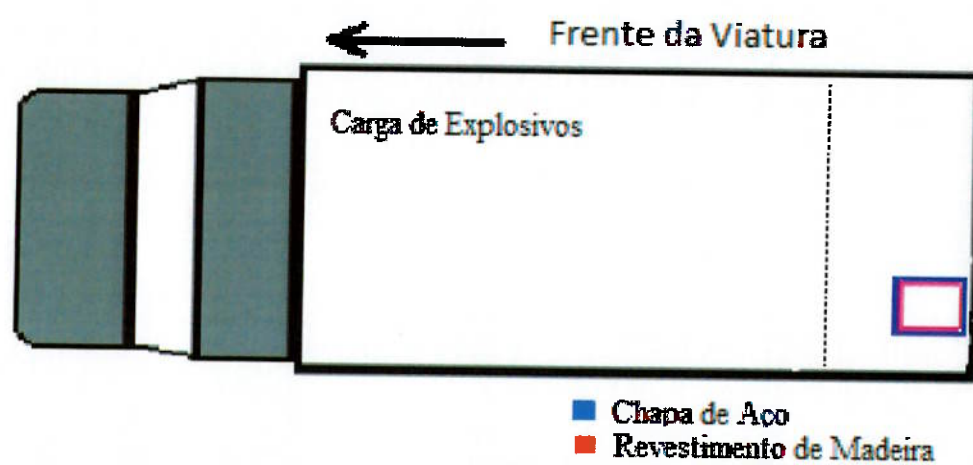 Frente da Viatura
Carga de Explosivos
Chapa de Aço
Revestimento de Madeira